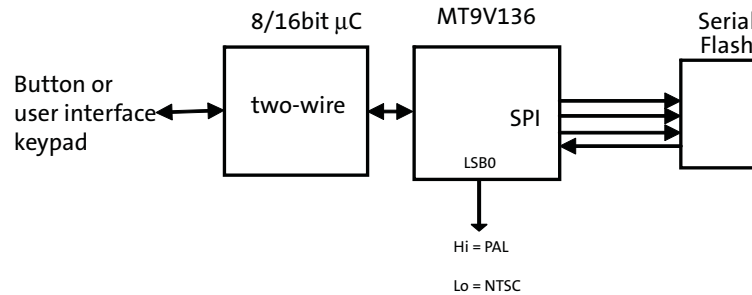 8/16bit µC
MT9V136
Serial
Flash
Button or
user interface
keypad
two-wire
SPI
LSB0
Hi = PAL
Lo = NTSC